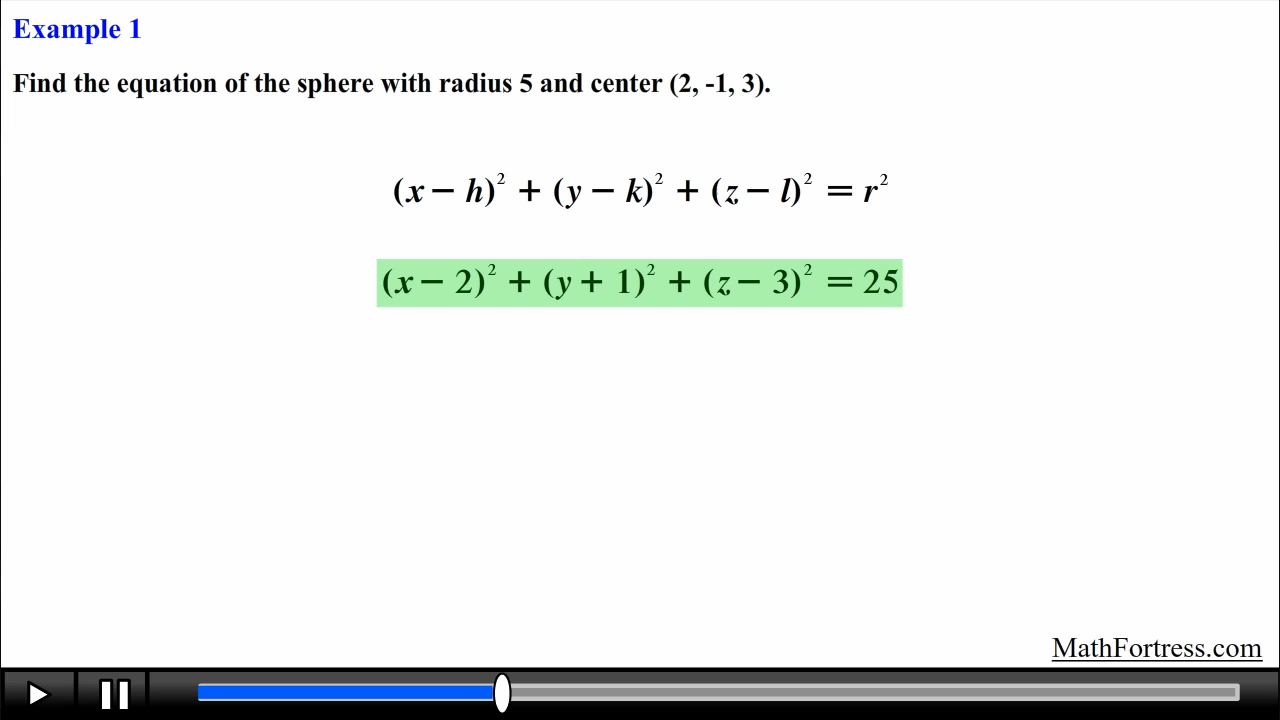 Example 1
Find the equation of the sphere with radius 5 and center (2, -1, 3).
(x − h)² + (y − k)² + (z − l)² = r²
(x − 2)² + (y + 1)² + (z − 3)² = 25
MathFortress.com